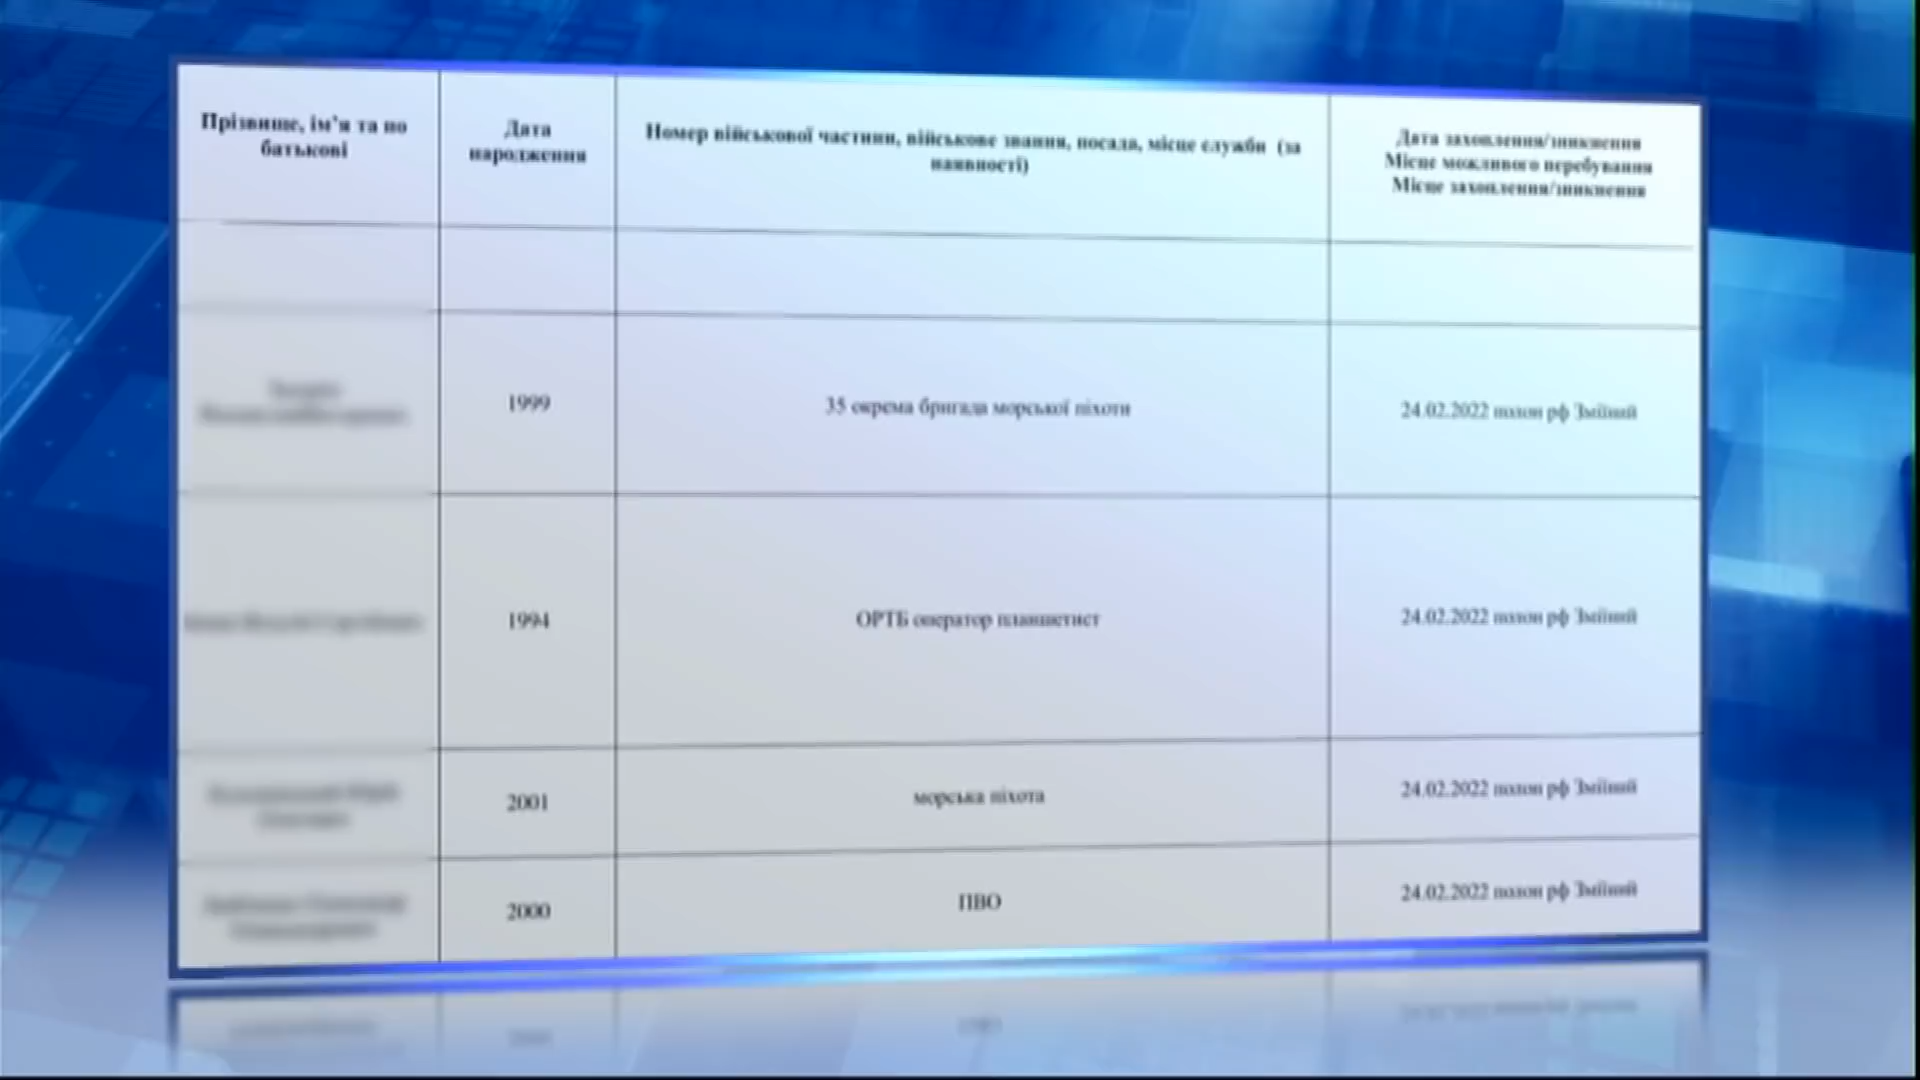 Прізвище, ім'я та по
батькові
Дата
народження
Номер військової частини, військове звання, посада, місце служби (за
наявності)
Дата захоплення/зникнення
Місце можливого перебування
Місце захоплення/зникнення
1999
35 окрема бригада морської піхоти
24.02.2022 полон рф Зміїний
1994
ОРТБ оператор планшетист
24.02.2022 полон рф Зміїний
2001
морська піхота
24.02.2022 полон рф Зміїний
2000
ПВО
24.02.2022 полон рф Зміїний